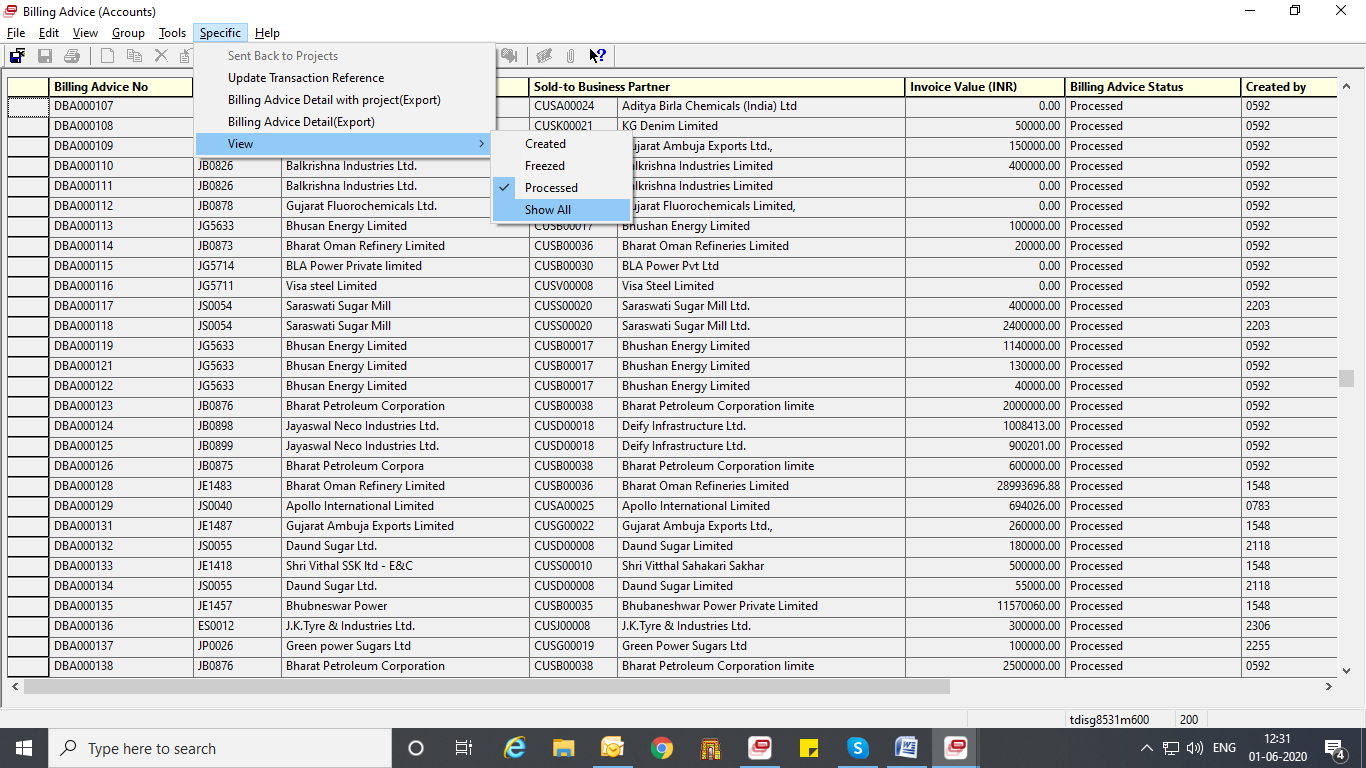 Billing Advice (Accounts)
File Edit View Group Tools Specific Help
Sent Back to Projects
Update Transaction Reference
Billing Advice Detail with project(Export)
Billing Advice Detail(Export)
View
Created
Freezed
Processed
Show All
Billing Advice No Sold-to Business Partner Invoice Value (INR) Billing Advice Status Created by
DBA000107 CUSA00024 Aditya Birla Chemicals (India) Ltd 0.00 Processed 0592
DBA000108 CUSK00021 KG Denim Limited 50000.00 Processed 0592
DBA000109 Ambuja Exports Ltd., 150000.00 Processed 0592
DBA000110 JB0826 Balkrishna Industries Ltd. Industries Limited 400000.00 Processed 0592
DBA000111 JB0826 Balkrishna Industries Ltd. Industries Limited 0.00 Processed 0592
DBA000112 JB0878 Gujarat Fluorochemicals Ltd. Fluorochemicals Limited, 0.00 Processed 0592
DBA000113 JG5633 Bhusan Energy Limited CUSB00017 Bhushan Energy Limited 100000.00 Processed 0592
DBA000114 JB0873 Bharat Oman Refinery Limited CUSB00036 Bharat Oman Refineries Limited 20000.00 Processed 0592
DBA000115 JG5714 BLA Power Private limited CUSB00030 BLA Power Pvt Ltd 0.00 Processed 0592
DBA000116 JG5711 Visa steel Limited CUSV00008 Visa Steel Limited 0.00 Processed 0592
DBA000117 JS0054 Saraswati Sugar Mill CUSS00020 Saraswati Sugar Mill Ltd. 400000.00 Processed 2203
DBA000118 JS0054 Saraswati Sugar Mill CUSS00020 Saraswati Sugar Mill Ltd. 2400000.00 Processed 2203
DBA000119 JG5633 Bhusan Energy Limited CUSB00017 Bhushan Energy Limited 1140000.00 Processed 0592
DBA000121 JG5633 Bhusan Energy Limited CUSB00017 Bhushan Energy Limited 130000.00 Processed 0592
DBA000122 JG5633 Bhusan Energy Limited CUSB00017 Bhushan Energy Limited 40000.00 Processed 0592
DBA000123 JB0876 Bharat Petroleum Corporation CUSB00038 Bharat Petroleum Corporation limite 2000000.00 Processed 0592
DBA000124 JB0898 Jayaswal Neco Industries Ltd. CUSD00018 Deify Infrastructure Ltd. 1008413.00 Processed 0592
DBA000125 JB0899 Jayaswal Neco Industries Ltd. CUSD00018 Deify Infrastructure Ltd. 900201.00 Processed 0592
DBA000126 JB0875 Bharat Petroleum Corpora CUSB00038 Bharat Petroleum Corporation limite 600000.00 Processed 0592
DBA000128 JE1483 Bharat Oman Refinery Limited CUSB00036 Bharat Oman Refineries Limited 28993696.88 Processed 1548
DBA000129 JS0040 Apollo International Limited CUSA00025 Apollo International Limited 694026.00 Processed 0783
DBA000131 JE1487 Gujarat Ambuja Exports Limited CUSG00022 Gujarat Ambuja Exports Ltd., 260000.00 Processed 1548
DBA000132 JS0055 Daund Sugar Ltd. CUSD00008 Daund Sugar Limited 180000.00 Processed 2118
DBA000133 JE1418 Shri Vithal SSK ltd - E&C CUSS00010 Shri Vitthal Sahakari Sakhar 500000.00 Processed 1548
DBA000134 JS0055 Daund Sugar Ltd. CUSD00008 Daund Sugar Limited 55000.00 Processed 2118
DBA000135 JE1457 Bhubneswar Power CUSB00035 Bhubaneshwar Power Private Limited 11570060.00 Processed 1548
DBA000136 ES0012 J.K.Tyre & Industries Ltd. CUSJ00008 J.K.Tyre & Industries Ltd. 300000.00 Processed 2306
DBA000137 JP0026 Green power Sugars Ltd CUSG00019 Green Power Sugars Ltd 100000.00 Processed 2255
DBA000138 JB0876 Bharat Petroleum Corporation CUSB00038 Bharat Petroleum Corporation limite 2500000.00 Processed 0592
tdisg8531m600 200
Type here to search
ENG
12:31
01-06-2020
4